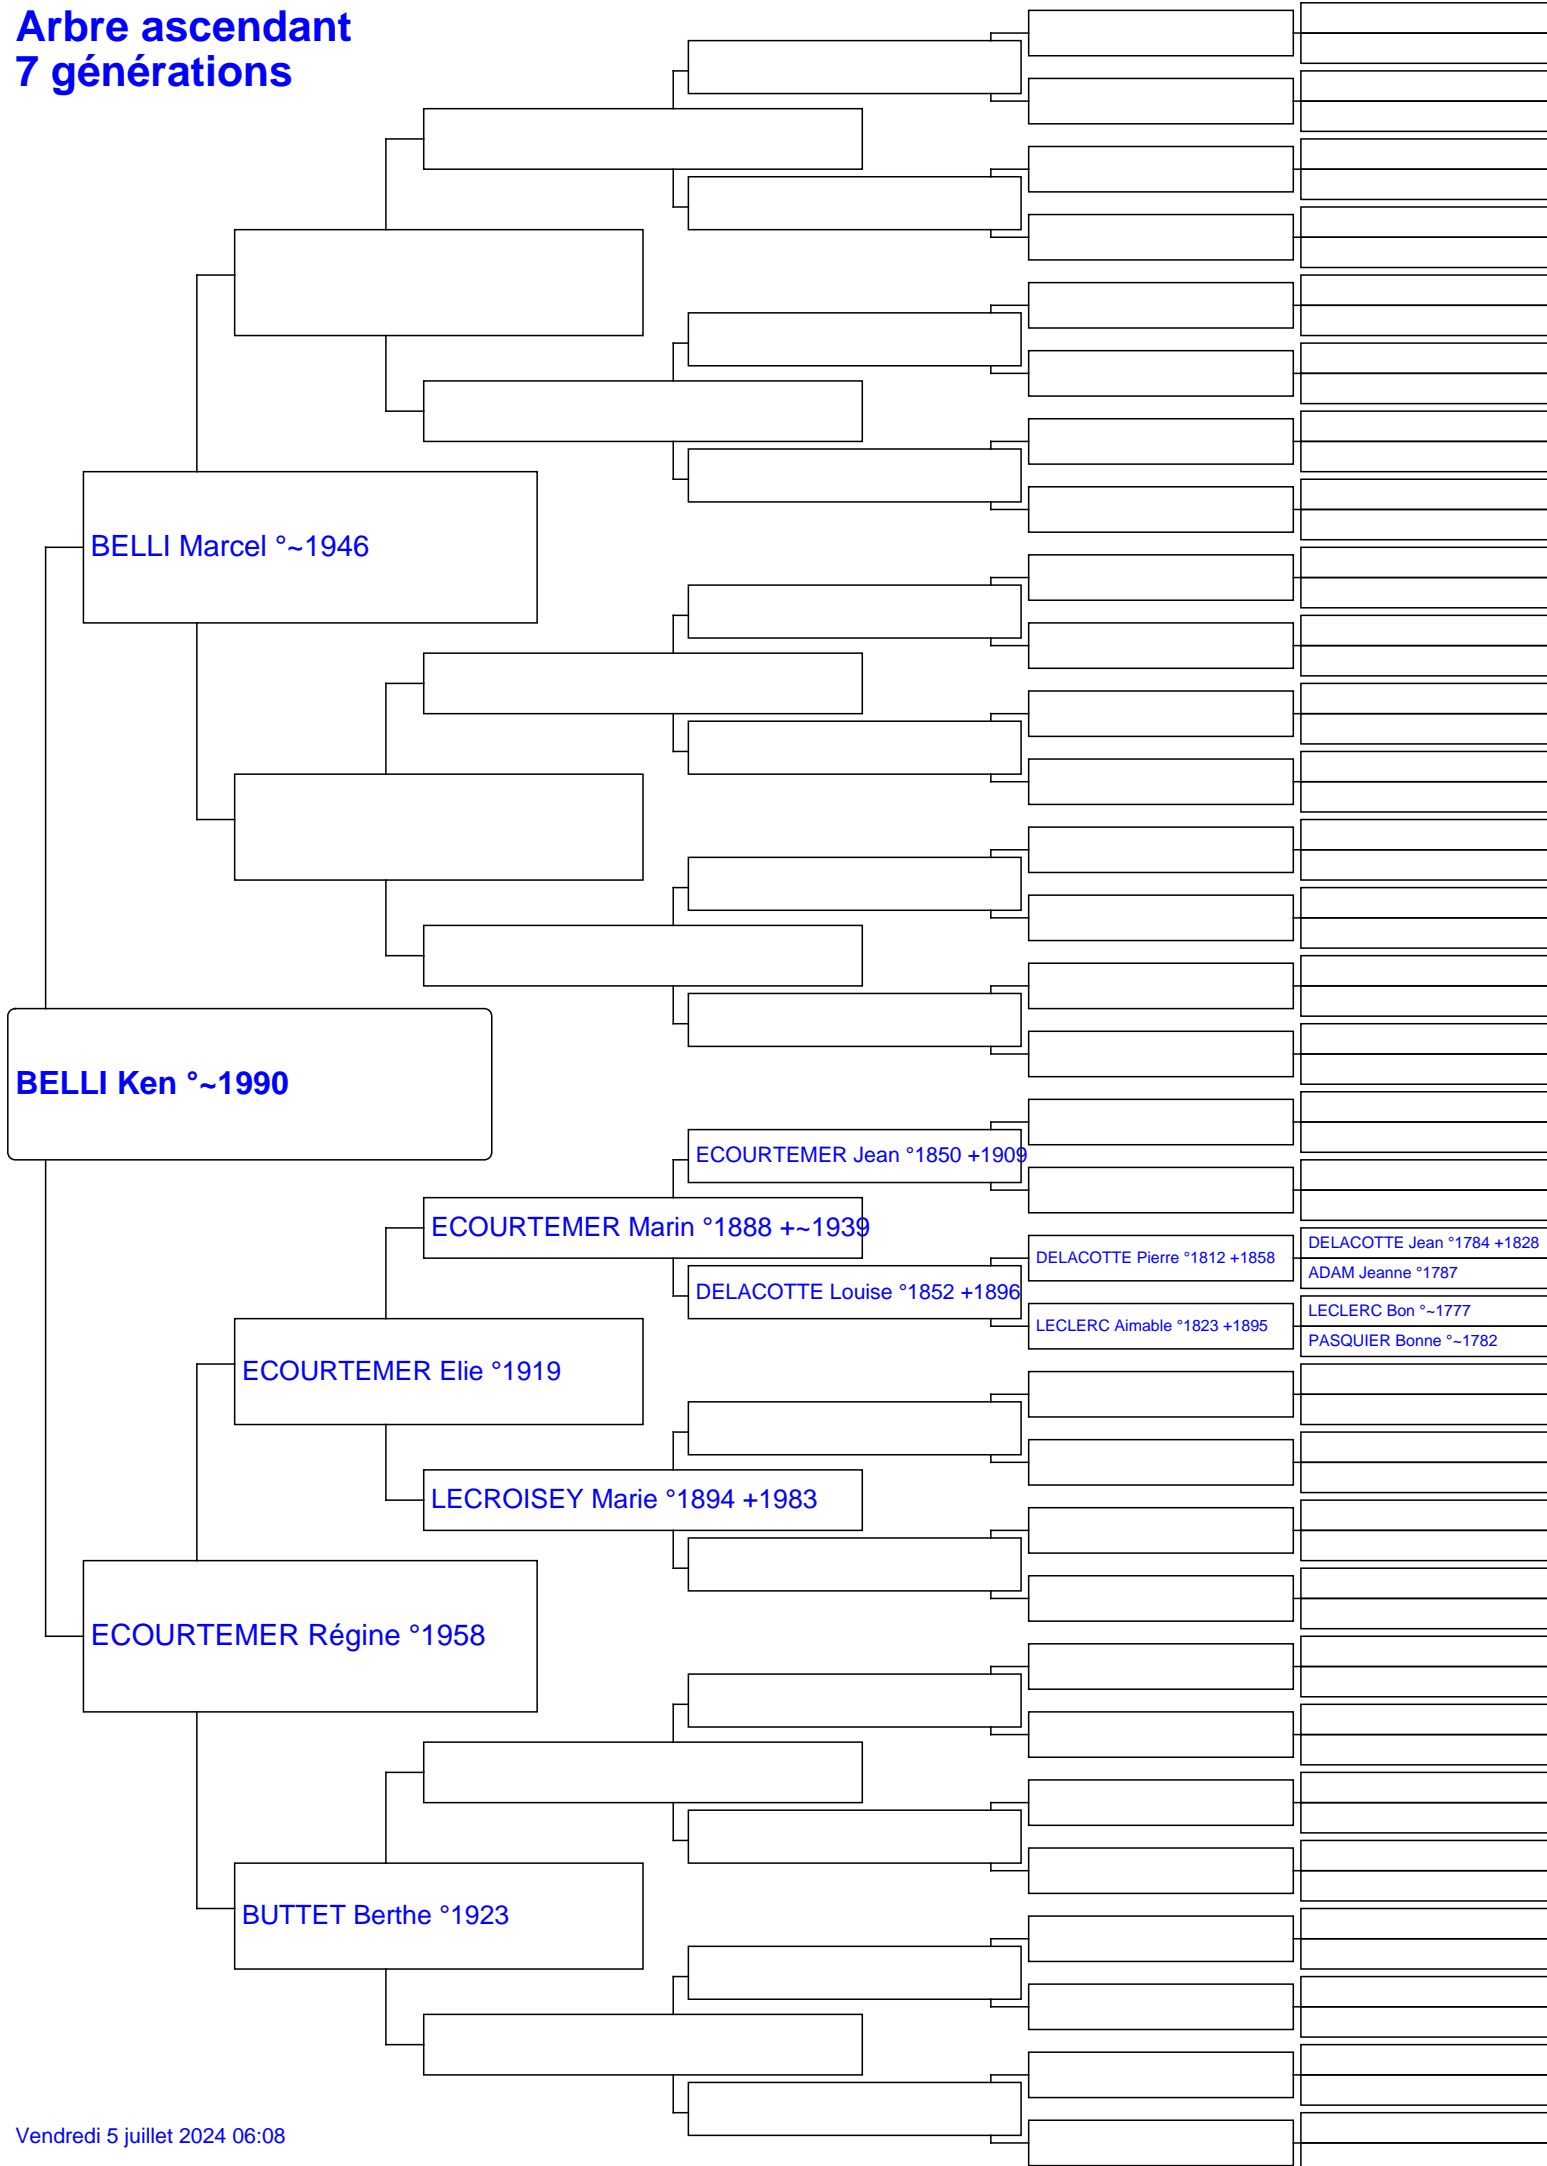 Arbre ascendant
7 générations
BELLI Marcel °~1946
BELLI Ken °~1990
ECOURTEMER Jean °1850 +1909
ECOURTEMER Marin °1888 +~1939
DELACOTTE Pierre °1812 +1858
DELACOTTE Jean °1784 +1828
ADAM Jeanne °1787
DELACOTTE Louise °1852 +1896
LECLERC Aimable °1823 +1895
LECLERC Bon °~1777
PASQUIER Bonne °~1782
ECOURTEMER Elie °1919
LECROISEY Marie °1894 +1983
ECOURTEMER Régine °1958
BUTTET Berthe °1923
Vendredi 5 juillet 2024 06:08